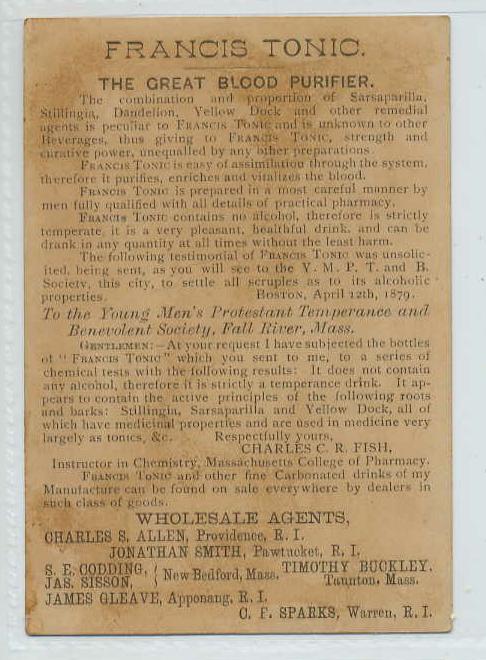 FRANCIS TONIC.
THE GREAT BLOOD PURIFIER.
The combination and proportion of Sarsaparilla,
Stillingia, Dandelion, Yellow Dock and other remedial
agents is peculiar to FRANCIS TONIC and is unknown to other
Beverages, thus giving to FRANCIS TONIC, strength and
curative power, unequalled by any other preparations.
FRANCIS TONIC is easy of assimilation through the system,
therefore it purifies, enriches and vitalizes the blood.
FRANCIS TONIC is prepared in a most careful manner by
men fully qualified with all details of practical pharmacy.
FRANCIS TONIC contains no alcohol, therefore is strictly
temperate, it is a very pleasant, healthful drink, and can be
drank in any quantity at all times without the least harm.
The following testimonial of FRANCIS TONIC was unsolic-
ited, being sent, as you will see to the Y. M. P. T. and B.
Society, this city, to settle all scruples as to its alcoholic
properties. BOSTON, April 12th, 1879.
To the Young Men's Protestant Temperance and
Benevolent Society, Fall River, Mass.
GENTLEMEN:—At your request I have subjected the bottles
of "FRANCIS TONIC" which you sent to me, to a series of
chemical tests with the following results: It does not contain
any alcohol, therefore it is strictly a temperance drink. It ap-
pears to contain the active principles of the following roots
and barks: Stillingia, Sarsaparilla and Yellow Dock, all of
which have medicinal properties and are used in medicine very
largely as tonics, &c. Respectfully yours,
CHARLES C. R. FISH,
Instructor in Chemistry, Massachusetts College of Pharmacy.
FRANCIS TONIC and other fine Carbonated drinks of my
Manufacture can be found on sale everywhere by dealers in
such class of goods.
WHOLESALE AGENTS,
CHARLES S. ALLEN, Providence, R. I.
JONATHAN SMITH, Pawtucket, R. I.
S. E. CODDING, } New Bedford, Mass. TIMOTHY BUCKLEY.
JAS. SISSON, Taunton, Mass.
JAMES GLEAVE, Apponang, R. I.
C. F. SPARKS, Warren, R. I.